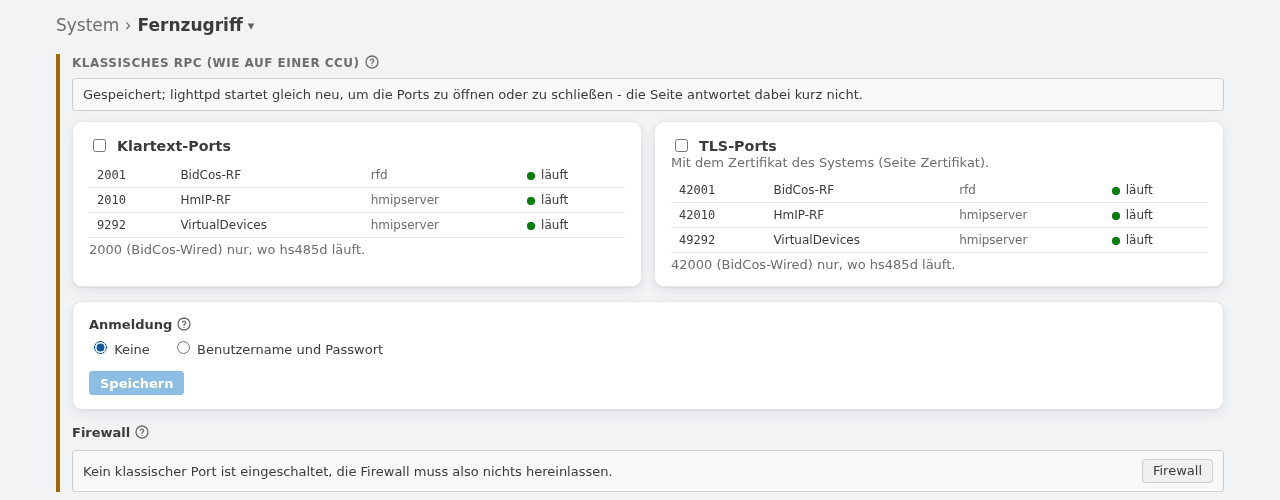 System › Fernzugriff ▾
KLASSISCHES RPC (WIE AUF EINER CCU) ?
Gespeichert; lighttpd startet gleich neu, um die Ports zu öffnen oder zu schließen - die Seite antwortet dabei kurz nicht.
Klartext-Ports
2001 BidCos-RF rfd läuft
2010 HmIP-RF hmipserver läuft
9292 VirtualDevices hmipserver läuft
2000 (BidCos-Wired) nur, wo hs485d läuft.
TLS-Ports
Mit dem Zertifikat des Systems (Seite Zertifikat).
42001 BidCos-RF rfd läuft
42010 HmIP-RF hmipserver läuft
49292 VirtualDevices hmipserver läuft
42000 (BidCos-Wired) nur, wo hs485d läuft.
Anmeldung ?
Keine Benutzername und Passwort
Speichern
Firewall ?
Kein klassischer Port ist eingeschaltet, die Firewall muss also nichts hereinlassen. Firewall